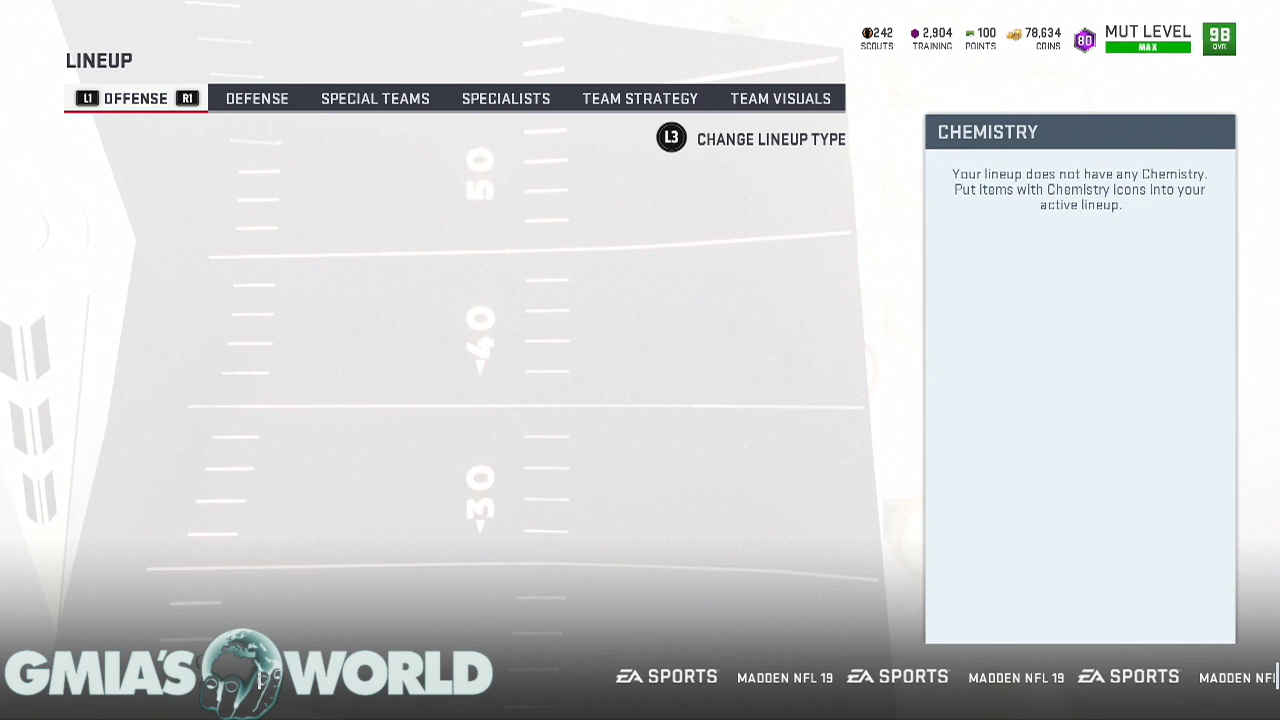 242
SCOUTS
2,904
TRAINING
100
POINTS
78,634
COINS
80
MUT LEVEL
MAX
98
OVR
LINEUP
L1 OFFENSE R1 DEFENSE SPECIAL TEAMS SPECIALISTS TEAM STRATEGY TEAM VISUALS
L3 CHANGE LINEUP TYPE
CHEMISTRY
Your lineup does not have any Chemistry.
Put items with Chemistry icons into your
active lineup.
50
40
30
GMIA'S WORLD
EA SPORTS MADDEN NFL 19 EA SPORTS MADDEN NFL 19 EA SPORTS MADDEN NFL